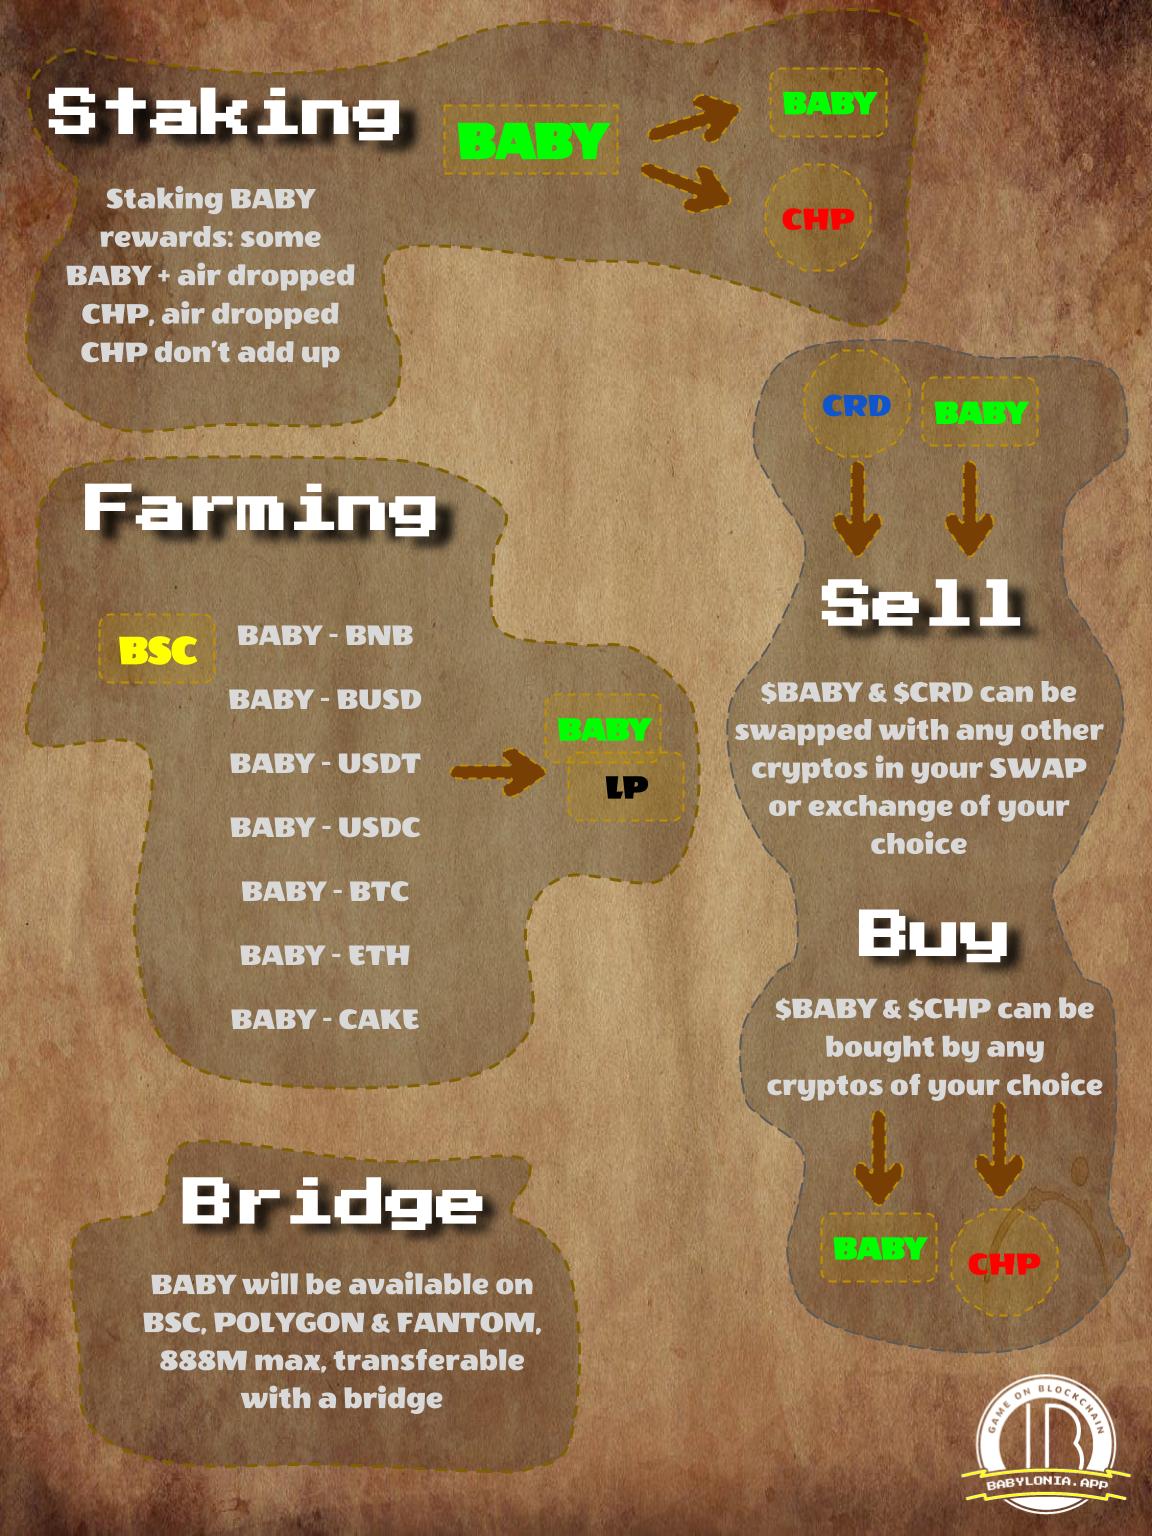 Staking
BABY
BABY
CHP
Staking BABY
rewards: some
BABY + air dropped
CHP, air dropped
CHP don't add up
CRD
BABY
Farming
BSC
BABY - BNB
BABY - BUSD
BABY - USDT
BABY - USDC
BABY - BTC
BABY - ETH
BABY - CAKE
BABY
LP
Sell
$BABY & $CRD can be
swapped with any other
cryptos in your SWAP
or exchange of your
choice
Buy
$BABY & $CHP can be
bought by any
cryptos of your choice
BABY
CHP
Bridge
BABY will be available on
BSC, POLYGON & FANTOM,
888M max, transferable
with a bridge
GAME ON BLOCKCHAIN
BABYLONIA.APP